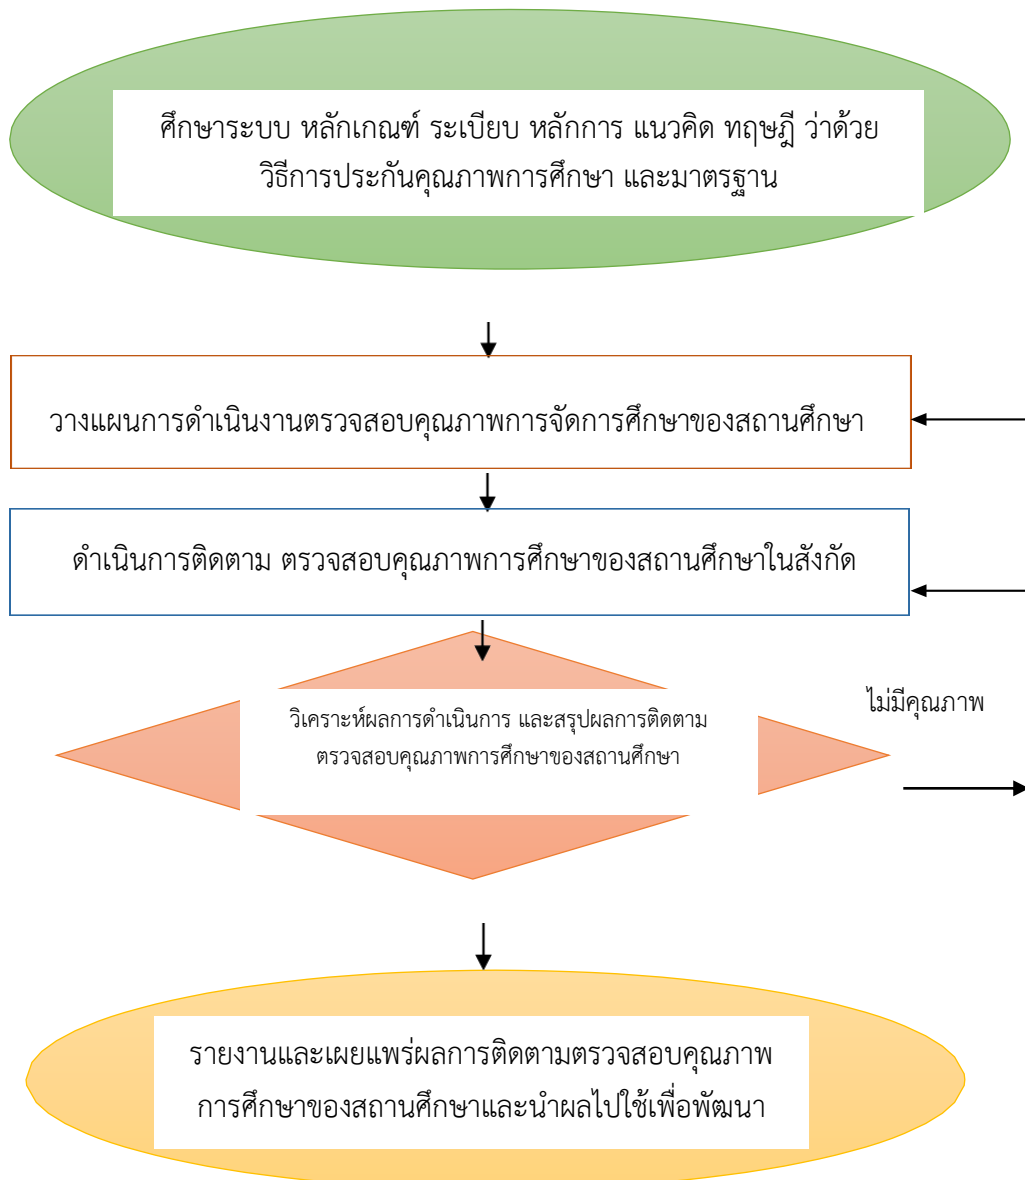 ศึกษาระบบ หลักเกณฑ์ ระเบียบ หลักการ แนวคิด ทฤษฎี ว่าด้วย
วิธีการประกันคุณภาพการศึกษา และมาตรฐาน
วางแผนการดำเนินงานตรวจสอบคุณภาพการจัดการศึกษาของสถานศึกษา
ดำเนินการติดตาม ตรวจสอบคุณภาพการศึกษาของสถานศึกษาในสังกัด
ไม่มีคุณภาพ
วิเคราะห์ผลการดำเนินการ และสรุปผลการติดตาม
ตรวจสอบคุณภาพการศึกษาของสถานศึกษา
รายงานและเผยแพร่ผลการติดตามตรวจสอบคุณภาพ
การศึกษาของสถานศึกษาและนำผลไปใช้เพื่อพัฒนา